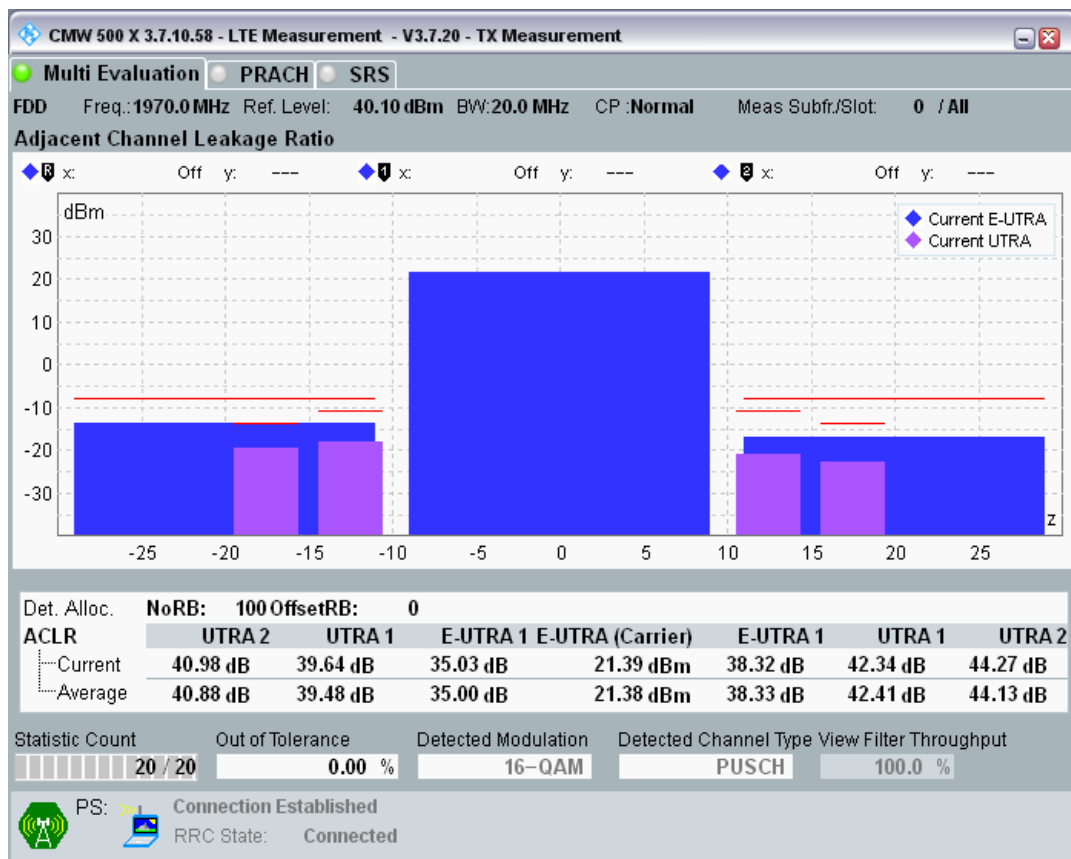 CMW 500 X 3.7.10.58 - LTE Measurement - V3.7.20 - TX Measurement
Multi Evaluation PRACH SRS
FDD Freq.:1970.0 MHz Ref. Level: 40.10 dBm BW:20.0 MHz CP :Normal Meas Subfr./Slot: 0 / All
Adjacent Channel Leakage Ratio
R x: Off y: --- 1 x: Off y: --- 2 x: Off y: ---
dBm
Current E-UTRA
Current UTRA
30
20
10
0
-10
-20
-30
z
-25 -20 -15 -10 -5 0 5 10 15 20 25
Det. Alloc. NoRB: 100 OffsetRB: 0
ACLR UTRA 2 UTRA 1 E-UTRA 1 E-UTRA (Carrier) E-UTRA 1 UTRA 1 UTRA 2
Current 40.98 dB 39.64 dB 35.03 dB 21.39 dBm 38.32 dB 42.34 dB 44.27 dB
Average 40.88 dB 39.48 dB 35.00 dB 21.38 dBm 38.33 dB 42.41 dB 44.13 dB
Statistic Count Out of Tolerance Detected Modulation Detected Channel Type View Filter Throughput
20 / 20 0.00 % 16-QAM PUSCH 100.0 %
PS: Connection Established
RRC State: Connected